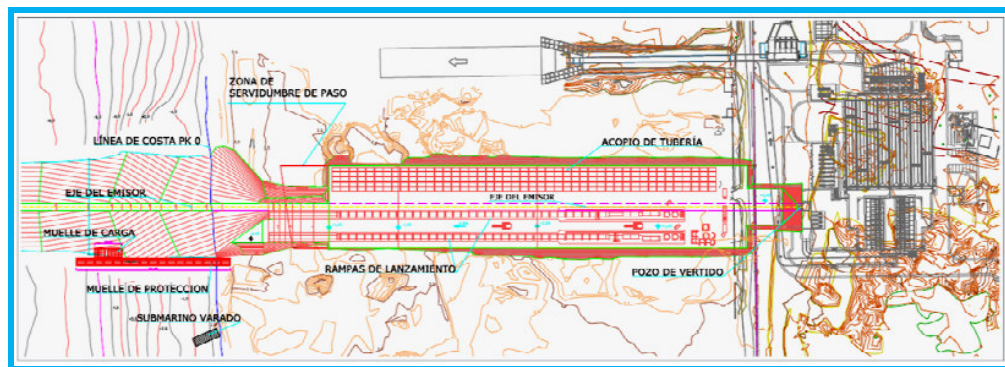 ZONA DE
SERVIDUMBRE DE PASO
LÍNEA DE COSTA PK 0
ACOPIO DE TUBERÍA
EJE DEL EMISOR
EJE DEL EMISOR
MUELLE DE CARGA
RAMPAS DE LANZAMIENTO
POZO DE VERTIDO
MUELLE DE PROTECCION
SUBMARINO VARADO